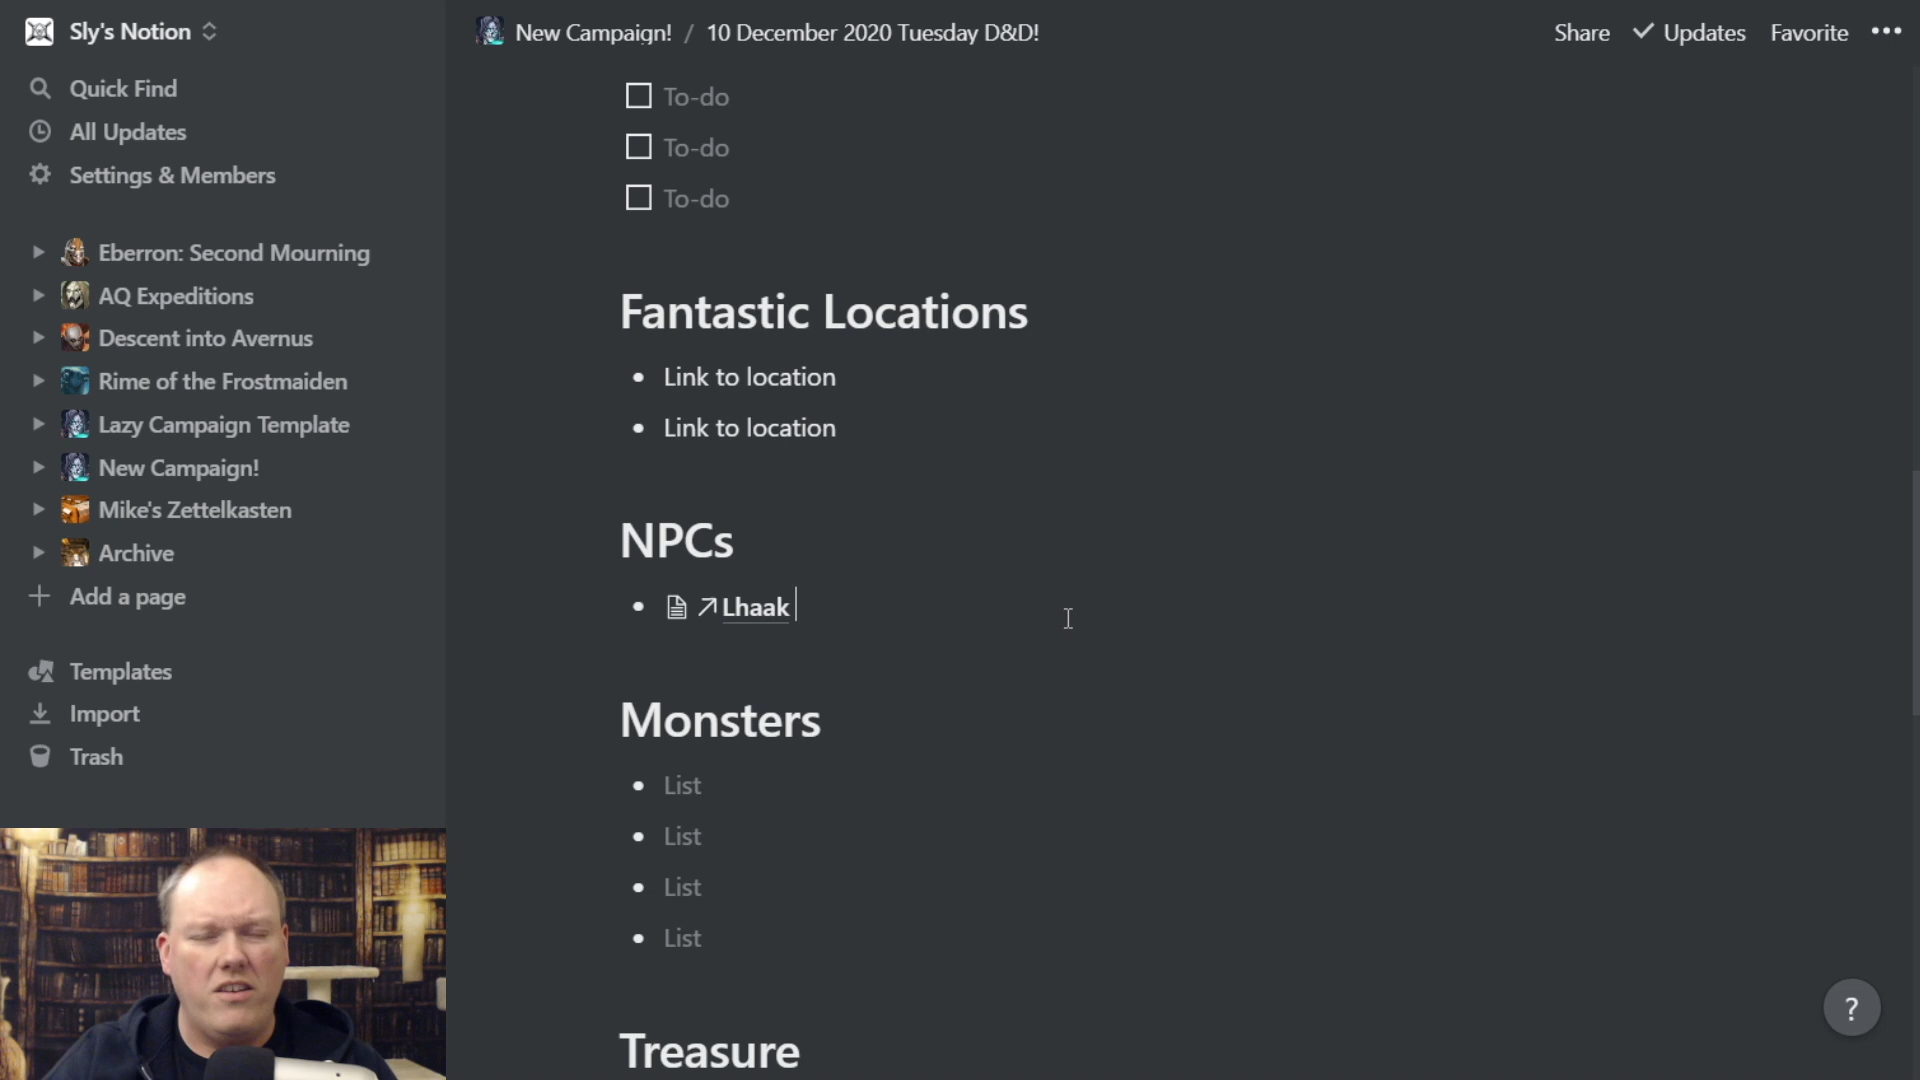 Sly's Notion
Quick Find
All Updates
Settings & Members
Eberron: Second Mourning
AQ Expeditions
Descent into Avernus
Rime of the Frostmaiden
Lazy Campaign Template
New Campaign!
Mike's Zettelkasten
Archive
Add a page
Templates
Import
Trash
New Campaign! / 10 December 2020 Tuesday D&D!
Share Updates Favorite
To-do
To-do
To-do
Fantastic Locations
Link to location
Link to location
NPCs
Lhaak
Monsters
List
List
List
List
Treasure
?